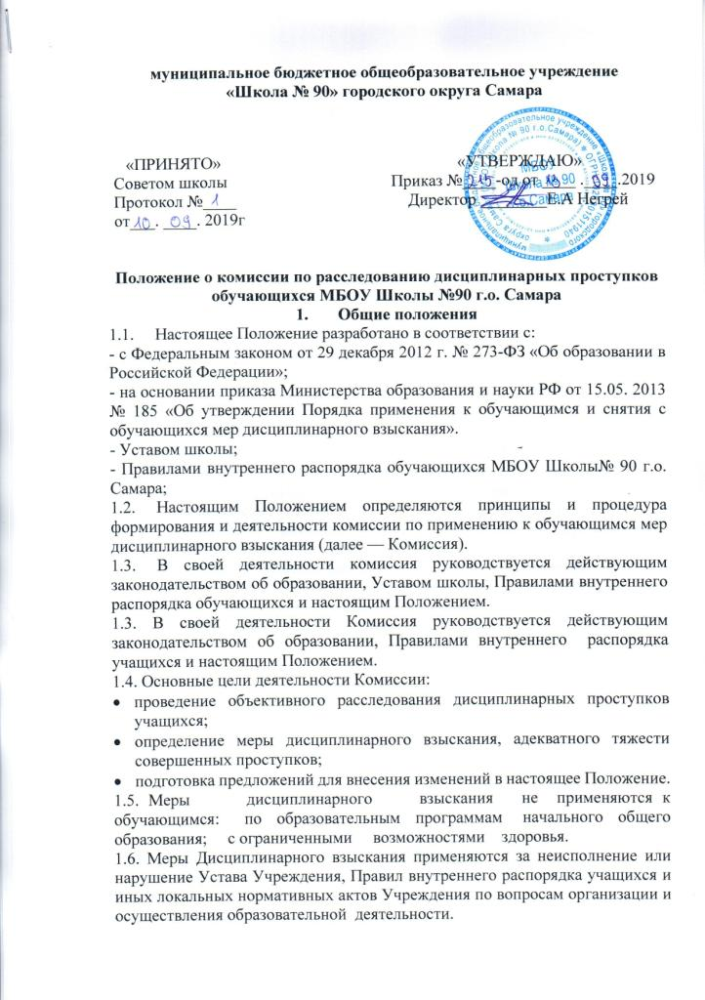 муниципальное бюджетное общеобразовательное учреждение
«Школа № 90» городского округа Самара
«ПРИНЯТО»
Советом школы
Протокол № 1
от 10 . 09 . 2019г
«УТВЕРЖДАЮ»
Приказ № -од от . 09 .2019
Директор Е.А Негрей
МБОУ
Школа № 90
г.о. Самара
Положение о комиссии по расследованию дисциплинарных проступков
обучающихся МБОУ Школы №90 г.о. Самара
1. Общие положения
1.1. Настоящее Положение разработано в соответствии с:
- с Федеральным законом от 29 декабря 2012 г. № 273-ФЗ «Об образовании в
Российской Федерации»;
- на основании приказа Министерства образования и науки РФ от 15.05. 2013
№ 185 «Об утверждении Порядка применения к обучающимся и снятия с
обучающихся мер дисциплинарного взыскания».
- Уставом школы;
- Правилами внутреннего распорядка обучающихся МБОУ Школы№ 90 г.о.
Самара;
1.2. Настоящим Положением определяются принципы и процедура
формирования и деятельности комиссии по применению к обучающимся мер
дисциплинарного взыскания (далее — Комиссия).
1.3. В своей деятельности комиссия руководствуется действующим
законодательством об образовании, Уставом школы, Правилами внутреннего
распорядка обучающихся и настоящим Положением.
1.3. В своей деятельности Комиссия руководствуется действующим
законодательством об образовании, Правилами внутреннего распорядка
учащихся и настоящим Положением.
1.4. Основные цели деятельности Комиссии:
• проведение объективного расследования дисциплинарных проступков
учащихся;
• определение меры дисциплинарного взыскания, адекватного тяжести
совершенных проступков;
• подготовка предложений для внесения изменений в настоящее Положение.
1.5. Меры дисциплинарного взыскания не применяются к
обучающимся: по образовательным программам начального общего
образования; с ограниченными возможностями здоровья.
1.6. Меры Дисциплинарного взыскания применяются за неисполнение или
нарушение Устава Учреждения, Правил внутреннего распорядка учащихся и
иных локальных нормативных актов Учреждения по вопросам организации и
осуществления образовательной деятельности.